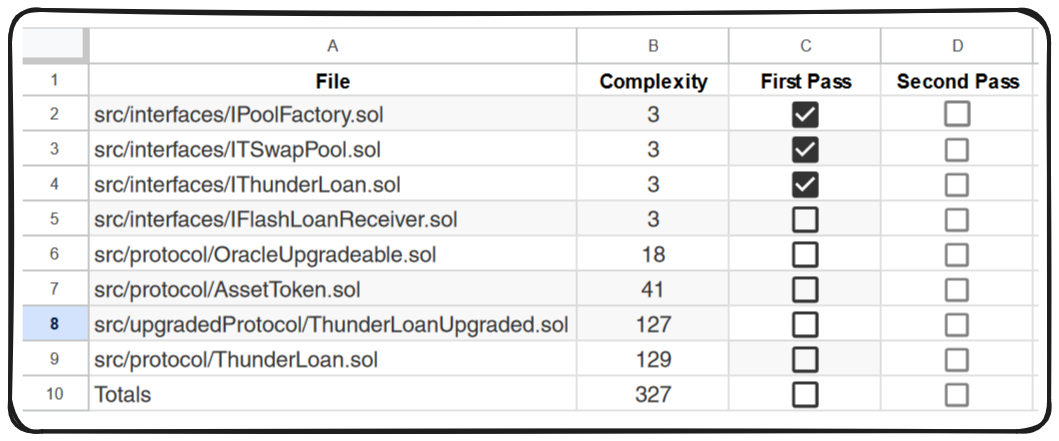 A B C D
1 File Complexity First Pass Second Pass
2 src/interfaces/IPoolFactory.sol 3
3 src/interfaces/ITSwapPool.sol 3
4 src/interfaces/IThunderLoan.sol 3
5 src/interfaces/IFlashLoanReceiver.sol 3
6 src/protocol/OracleUpgradeable.sol 18
7 src/protocol/AssetToken.sol 41
8 src/upgradedProtocol/ThunderLoanUpgraded.sol 127
9 src/protocol/ThunderLoan.sol 129
10 Totals 327